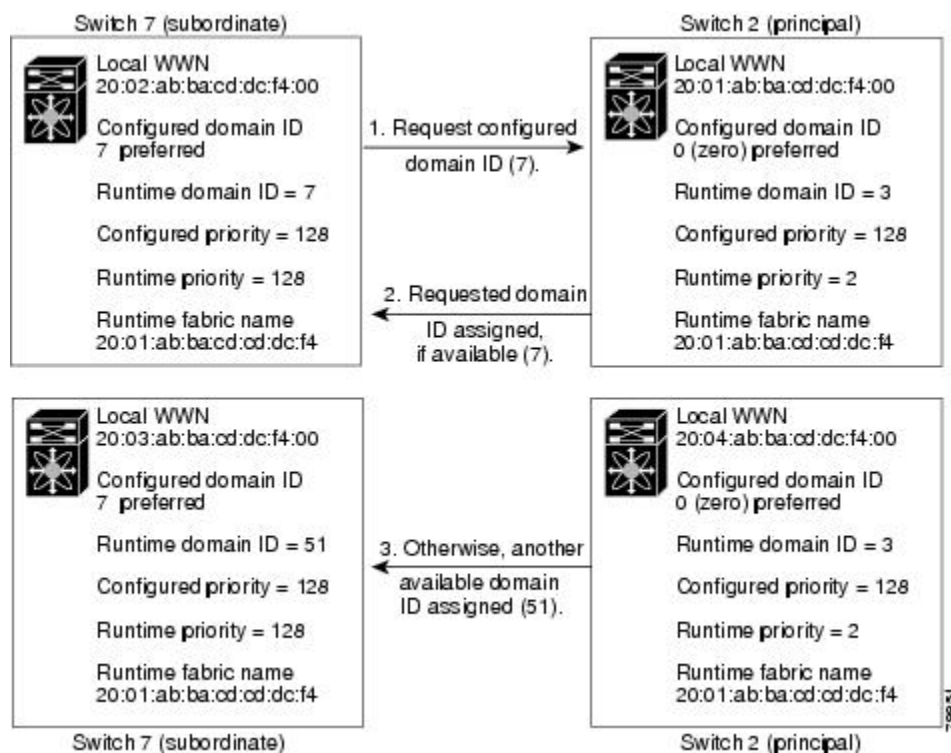 Switch 7 (subordinate)
Local WWN
20:02:ab:ba:cd:dc:f4:00
Configured domain ID
7 preferred
Runtime domain ID = 7
Configured priority = 128
Runtime priority = 128
Runtime fabric name
20:01:ab:ba:cd:cd:dc:f4
1. Request configured
domain ID (7).
2. Requested domain
ID assigned,
if available (7).
Switch 2 (principal)
Local WWN
20:01:ab:ba:cd:dc:f4:00
Configured domain ID
0 (zero) preferred
Runtime domain ID = 3
Configured priority = 128
Runtime priority = 2
Runtime fabric name
20:01:ab:ba:cd:cd:dc:f4
Local WWN
20:03:ab:ba:cd:dc:f4:00
Configured domain ID
7 preferred
Runtime domain ID = 51
Configured priority = 128
Runtime priority = 128
Runtime fabric name
20:01:ab:ba:cd:cd:dc:f4
Switch 7 (subordinate)
3. Otherwise, another
available domain
ID assigned (51).
Local WWN
20:04:ab:ba:cd:dc:f4:00
Configured domain ID
0 (zero) preferred
Runtime domain ID = 3
Configured priority = 128
Runtime priority = 2
Runtime fabric name
20:01:ab:ba:cd:cd:dc:f4
Switch 2 (principal)